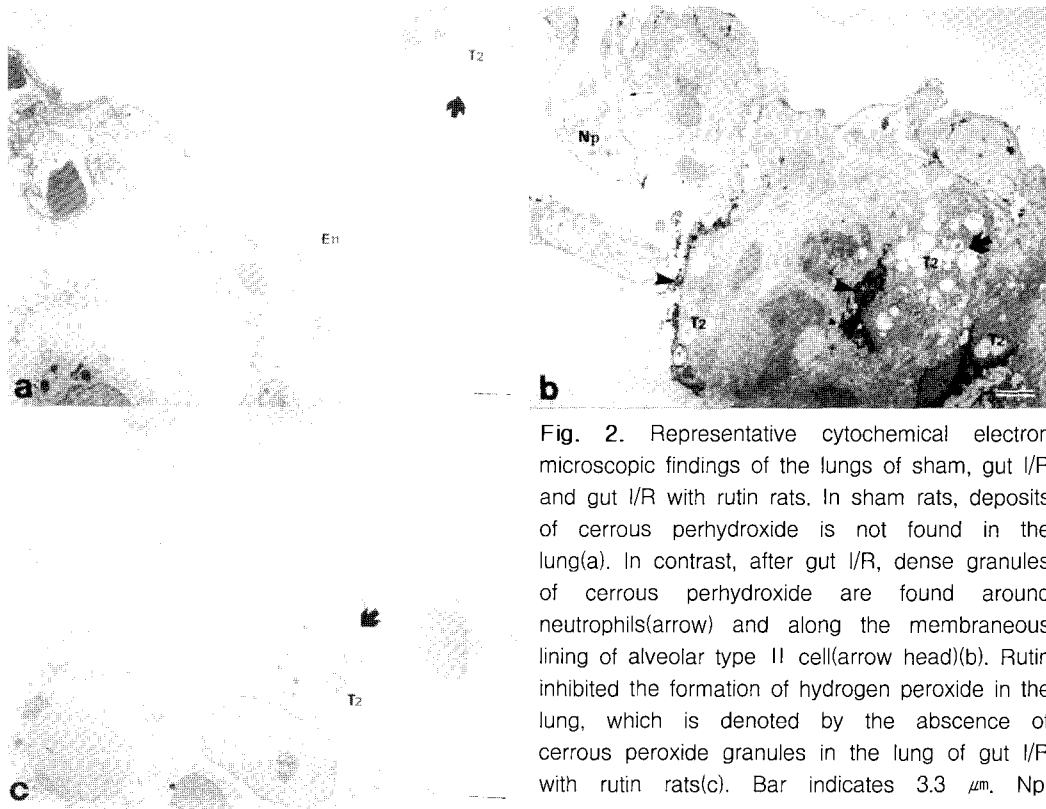 T2
En
a
Np
T2
T2
T2
b
T2
c
Fig. 2. Representative cytochemical electron
microscopic findings of the lungs of sham, gut I/R
and gut I/R with rutin rats. In sham rats, deposits
of cerrous perhydroxide is not found in the
lung(a). In contrast, after gut I/R, dense granules
of cerrous perhydroxide are found around
neutrophils(arrow) and along the membraneous
lining of alveolar type II cell(arrow head)(b). Rutin
inhibited the formation of hydrogen peroxide in the
lung, which is denoted by the abscence of
cerrous peroxide granules in the lung of gut I/R
with rutin rats(c). Bar indicates 3.3 μm. Np